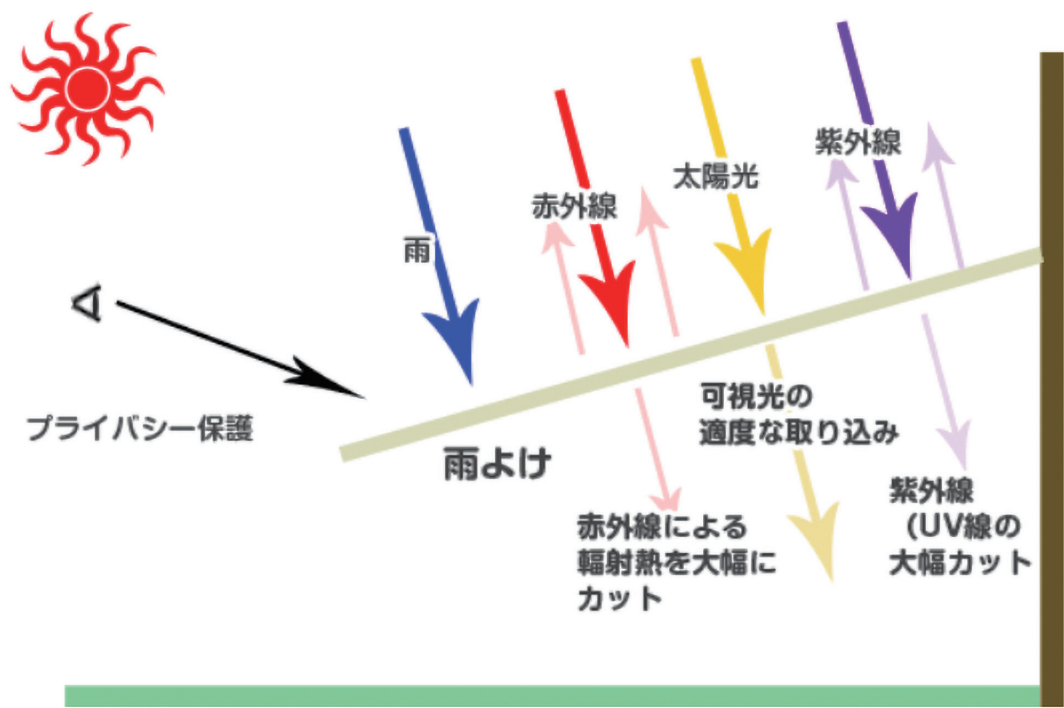 紫外線
太陽光
赤外線
雨
プライバシー保護
雨よけ
可視光の
適度な取り込み
赤外線による
輻射熱を大幅に
カット
紫外線
(UV線の
大幅カット